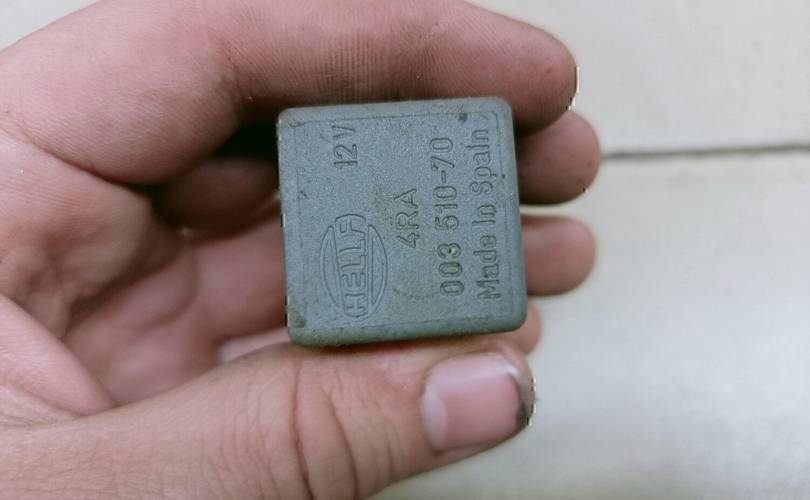 HELLA
12V
4RA
003 510-70
Made In Spain